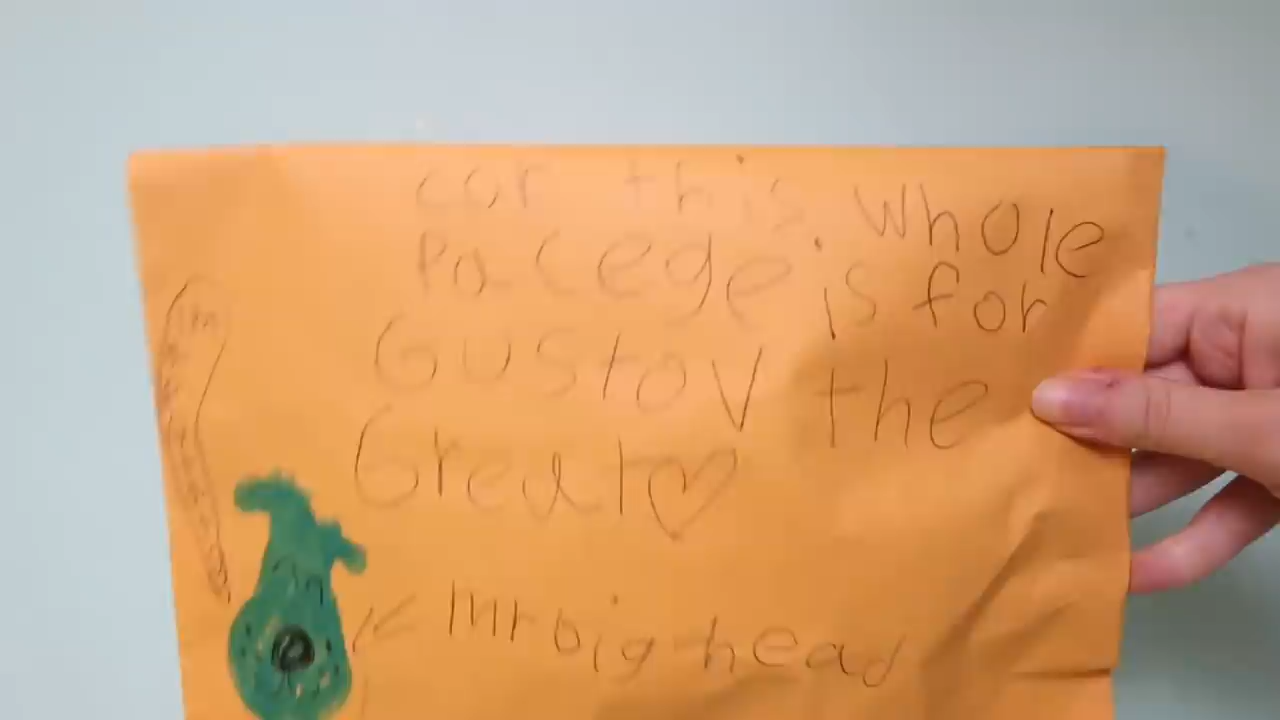 cor this whole
Pacege is for
Gustov the
Great
mr big head